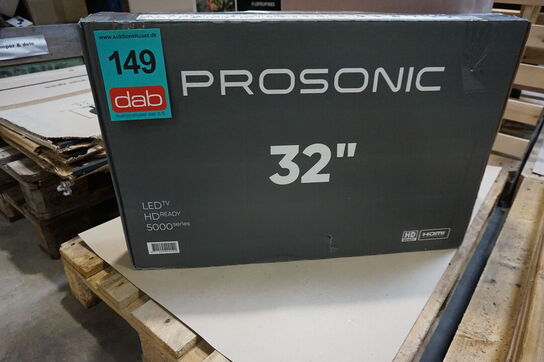 www.auktionshuset.dk
149
dab
PROSONIC
32"
LED TV
HD READY
5000 series
HD
HDMI